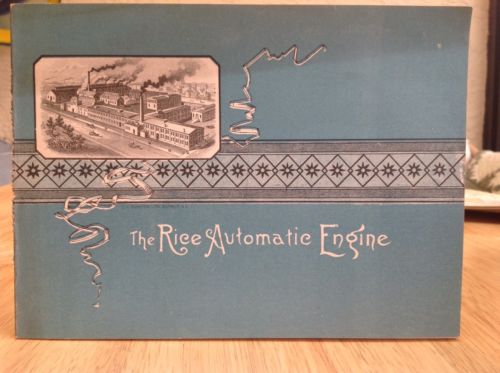 The Rice Automatic Engine